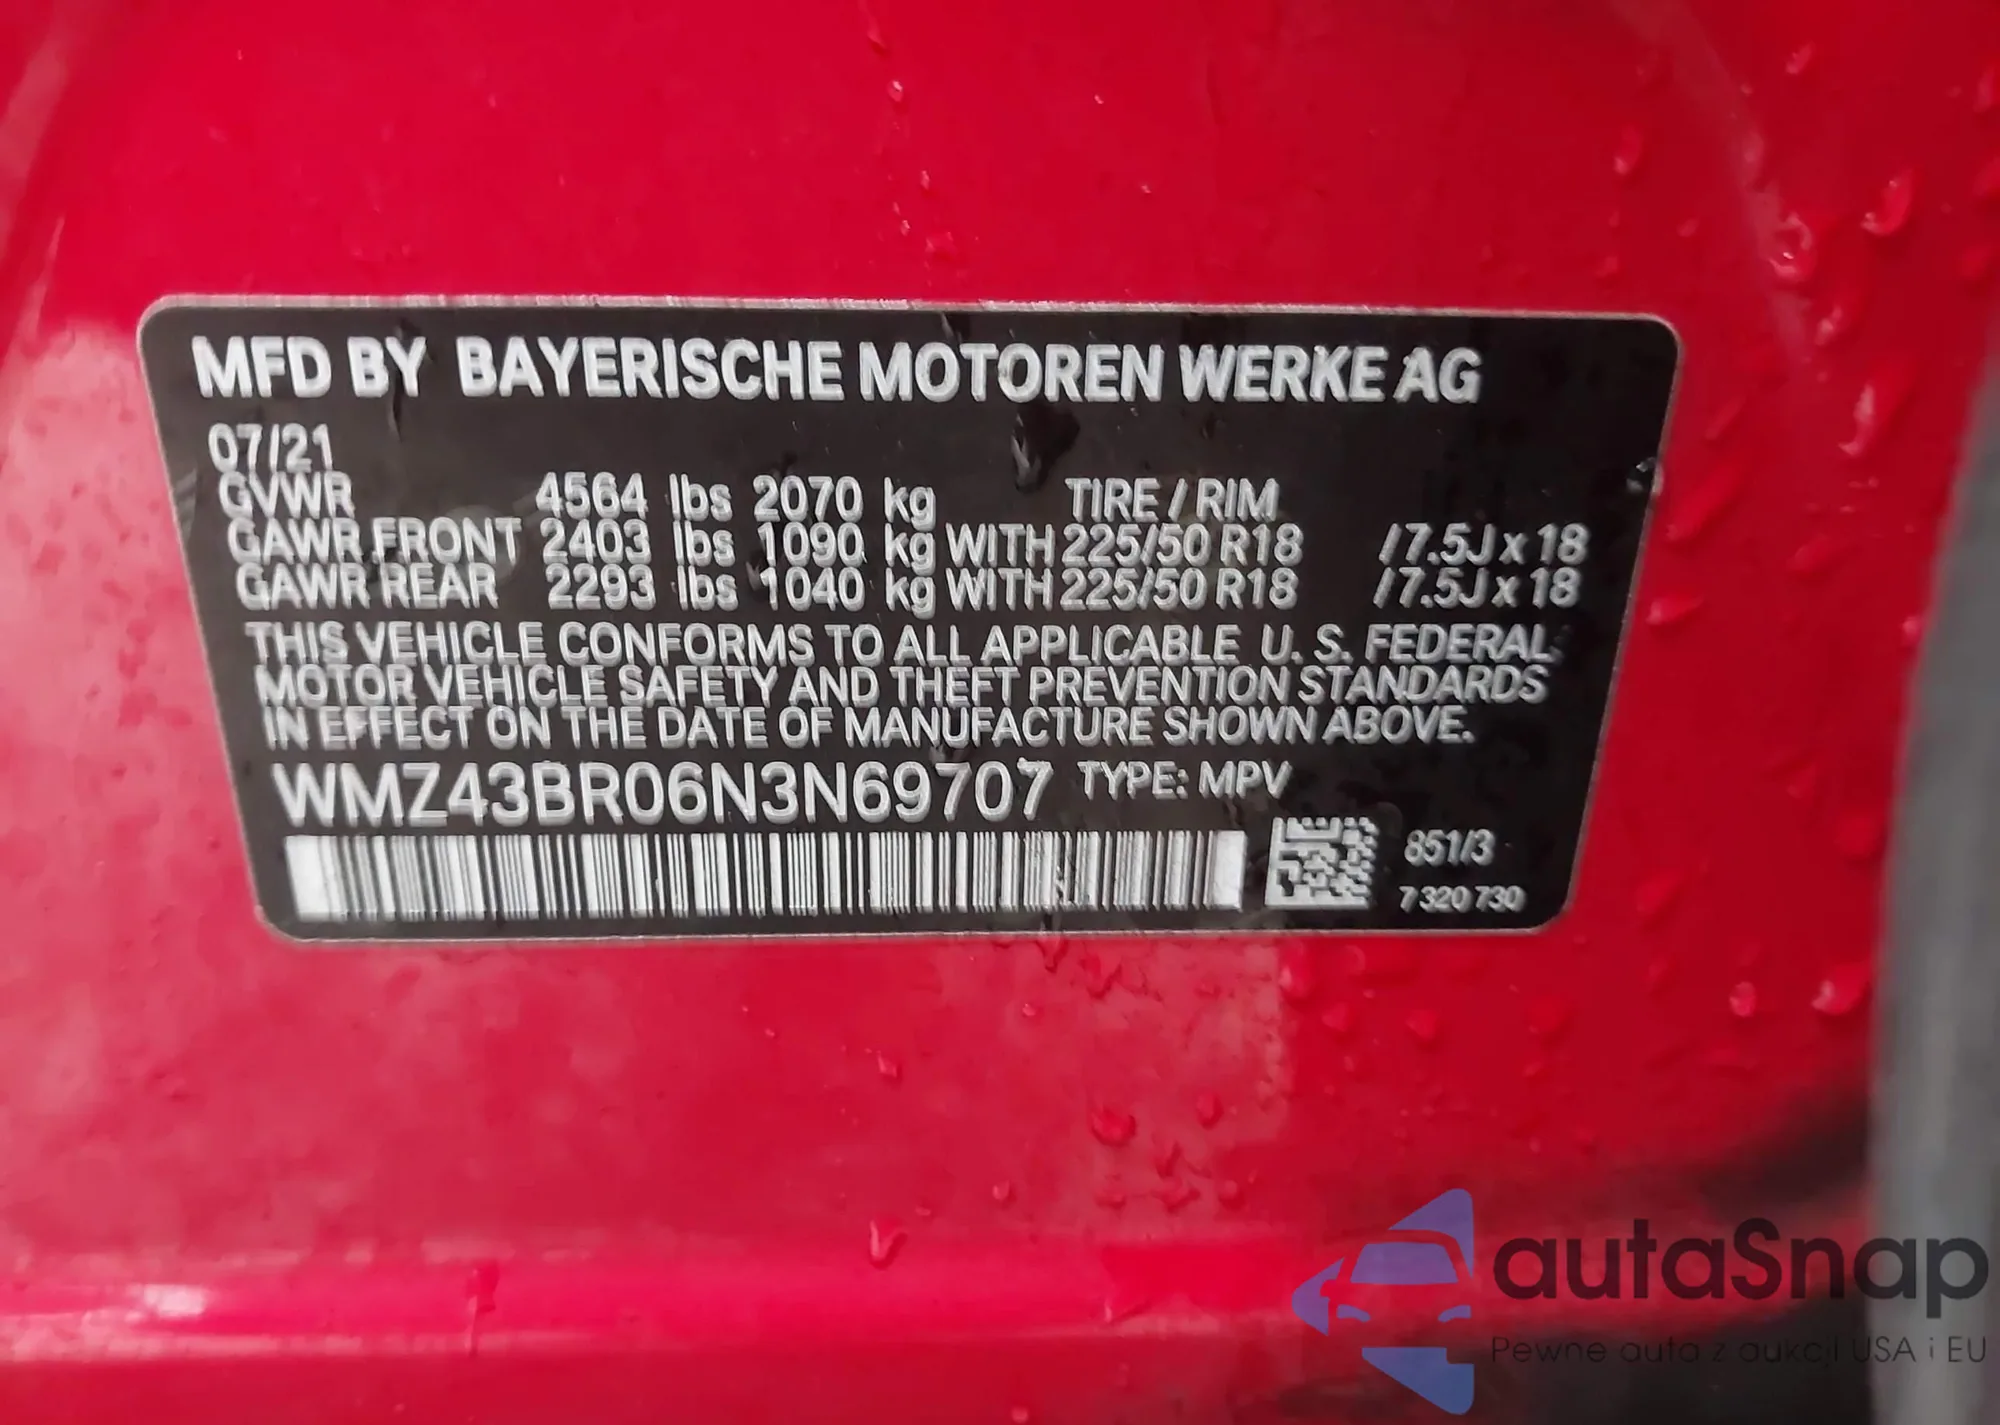 MFD BY BAYERISCHE MOTOREN WERKE AG
07/21
GVWR 4564 lbs 2070 kg TIRE / RIM
GAWR FRONT 2403 lbs 1090 kg WITH 225/50 R18 /7.5J x 18
GAWR REAR 2293 lbs 1040 kg WITH 225/50 R18 /7.5J x 18
THIS VEHICLE CONFORMS TO ALL APPLICABLE U. S. FEDERAL
MOTOR VEHICLE SAFETY AND THEFT PREVENTION STANDARDS
IN EFFECT ON THE DATE OF MANUFACTURE SHOWN ABOVE.
WMZ43BR06N3N69707 TYPE: MPV
851/3
7 320 730
autaSnap
Pewne auta z aukcji USA i EU